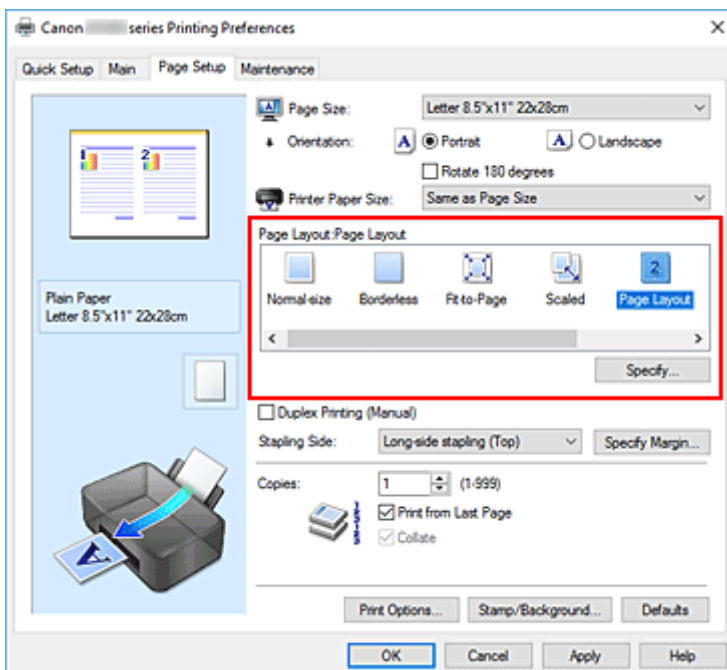 Canon series Printing Preferences
Quick Setup Main Page Setup Maintenance
1 2
Page Size: Letter 8.5"x11" 22x28cm
Orientation: A Portrait A Landscape
Rotate 180 degrees
Printer Paper Size: Same as Page Size
Page Layout:Page Layout
2
Normal-size Borderless Fit-to-Page Scaled Page Layout
Specify...
Plain Paper
Letter 8.5"x11" 22x28cm
Duplex Printing (Manual)
Stapling Side: Long-side stapling (Top) Specify Margin...
Copies: 1 (1-999)
Print from Last Page
Collate
A
Print Options... Stamp/Background... Defaults
OK Cancel Apply Help